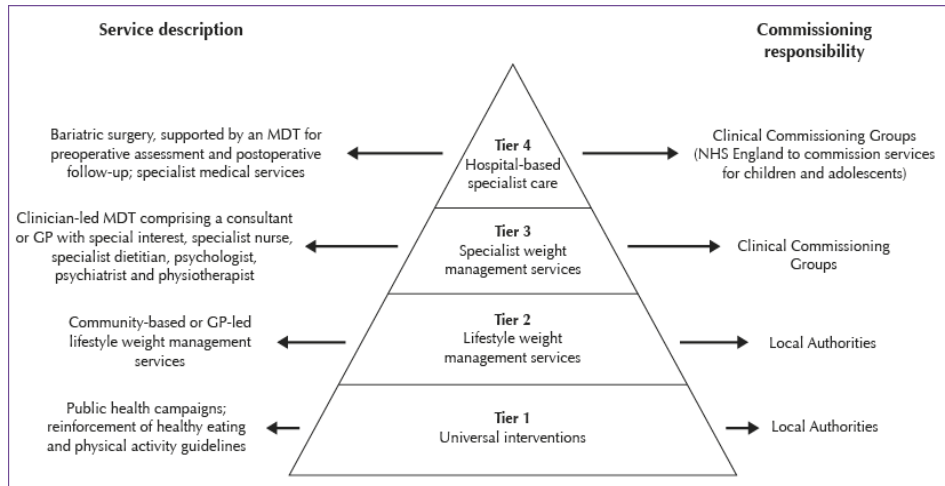 Service description
Commissioning
responsibility
Bariatric surgery, supported by an MDT for
preoperative assessment and postoperative
follow-up; specialist medical services
Tier 4
Hospital-based
specialist care
Clinical Commissioning Groups
(NHS England to commission services
for children and adolescents)
Clinician-led MDT comprising a consultant
or GP with special interest, specialist nurse,
specialist dietitian, psychologist,
psychiatrist and physiotherapist
Tier 3
Specialist weight
management services
Clinical Commissioning
Groups
Community-based or GP-led
lifestyle weight management
services
Tier 2
Lifestyle weight
management services
Local Authorities
Public health campaigns;
reinforcement of healthy eating
and physical activity guidelines
Tier 1
Universal interventions
Local Authorities